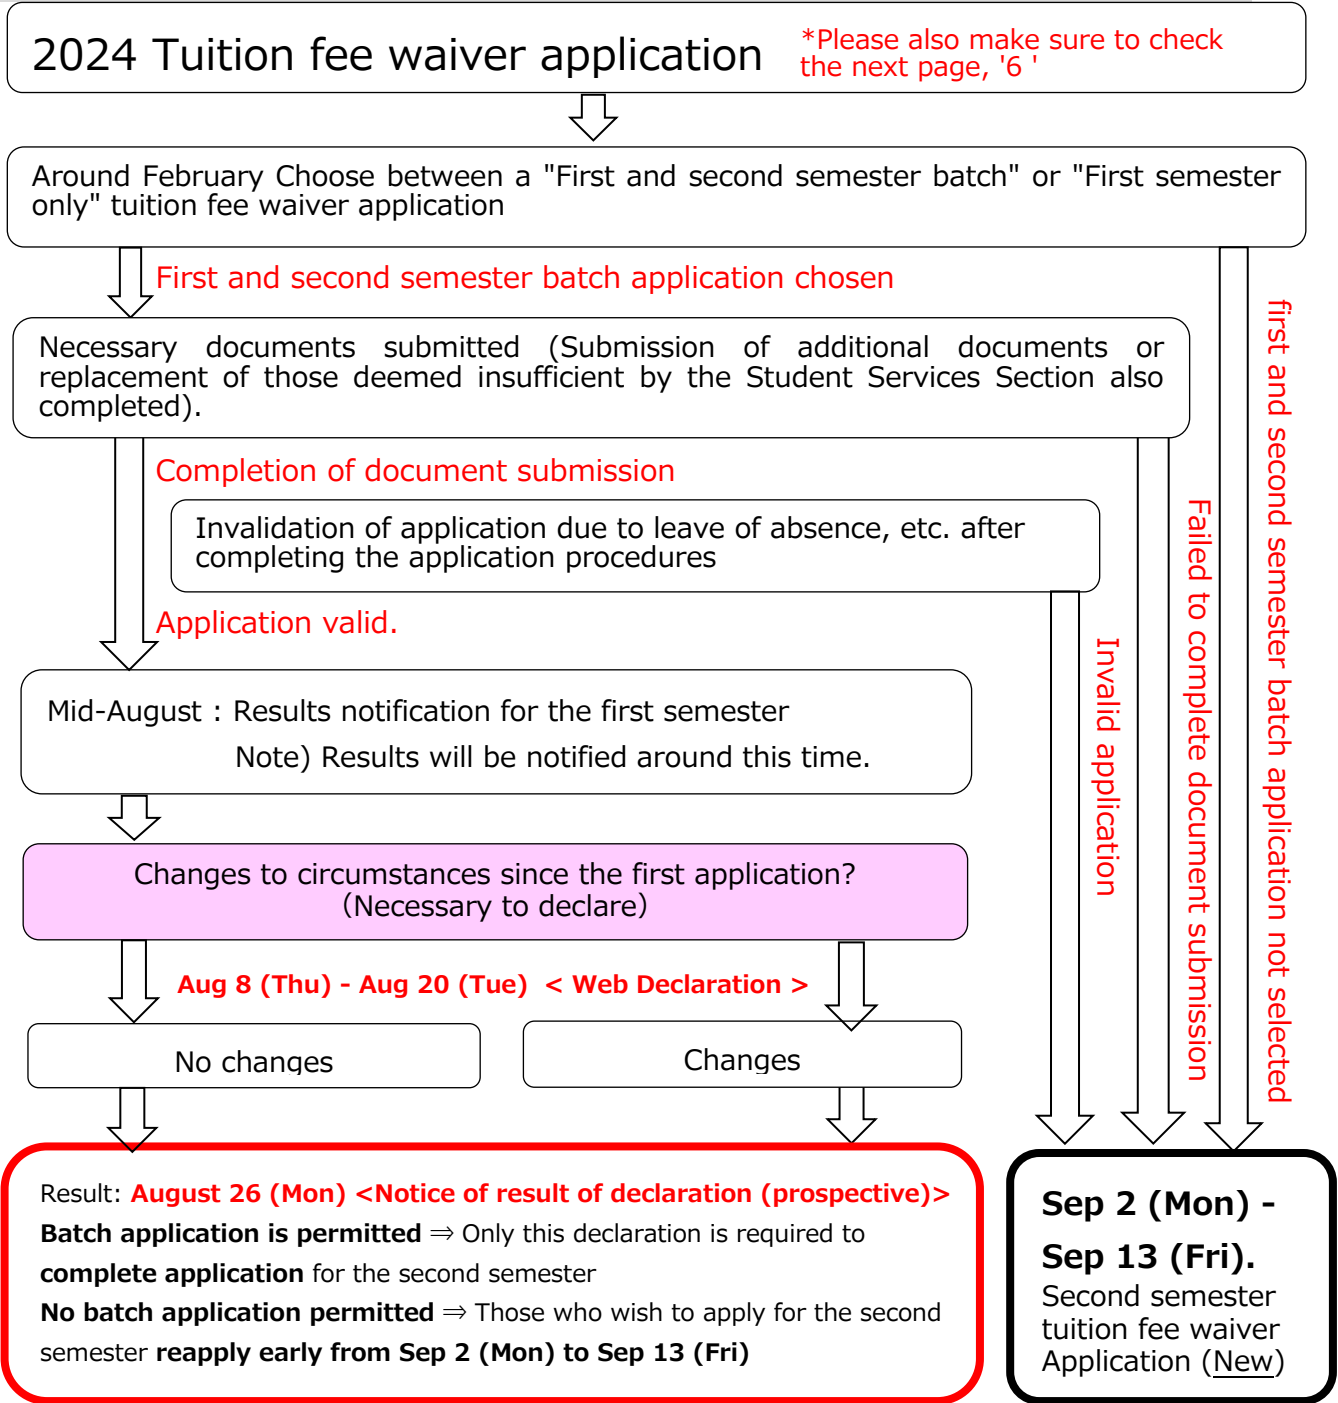 2024 Tuition fee waiver application
*Please also make sure to check
the next page, '6 '
Around February Choose between a "First and second semester batch" or "First semester
only" tuition fee waiver application
First and second semester batch application chosen
Necessary documents submitted (Submission of additional documents or
replacement of those deemed insufficient by the Student Services Section also
completed).
Completion of document submission
Invalidation of application due to leave of absence, etc. after
completing the application procedures
Application valid.
Mid-August : Results notification for the first semester
Note) Results will be notified around this time.
Changes to circumstances since the first application?
(Necessary to declare)
Aug 8 (Thu) - Aug 20 (Tue) < Web Declaration >
No changes
Changes
Result: August 26 (Mon) <Notice of result of declaration (prospective)>
Batch application is permitted ⇒ Only this declaration is required to
complete application for the second semester
No batch application permitted ⇒ Those who wish to apply for the second
semester reapply early from Sep 2 (Mon) to Sep 13 (Fri)
Invalid application
Failed to complete document submission
first and second semester batch application not selected
Sep 2 (Mon) -
Sep 13 (Fri).
Second semester
tuition fee waiver
Application (New)